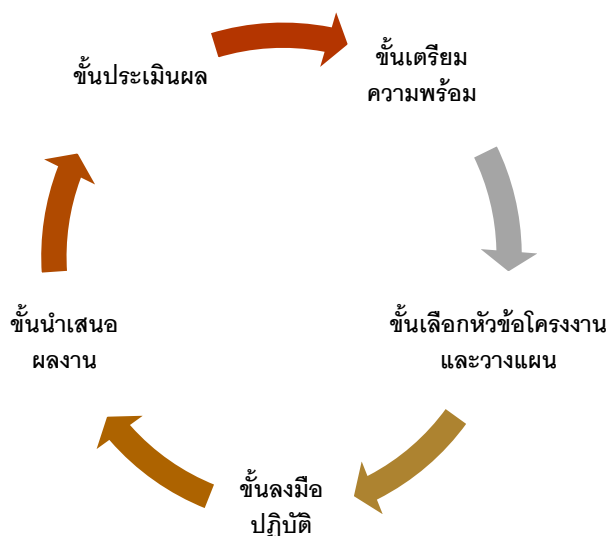 ขั้นประเมินผล
ขั้นเตรียม
ความพร้อม
ขั้นเลือกหัวข้อโครงงาน
และวางแผน
ขั้นลงมือ
ปฏิบัติ
ขั้นนำเสนอ
ผลงาน